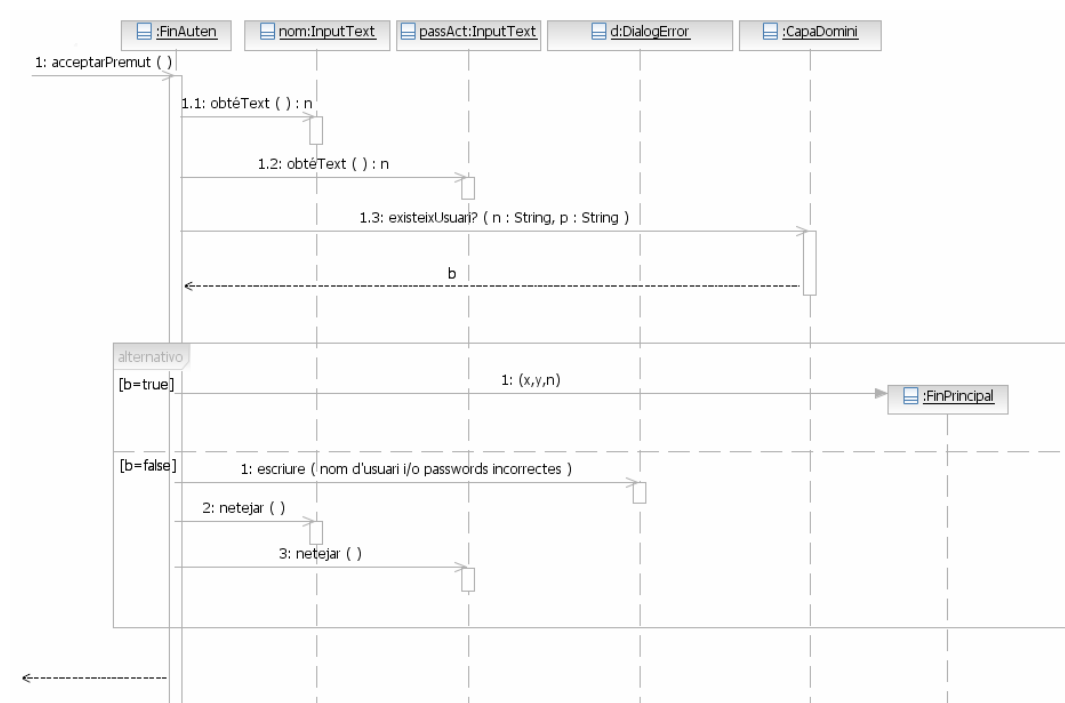 :FinAuten
nom:InputText
passAct:InputText
d:DialogError
:CapaDomini
1: acceptarPremut ( )
1.1: obtéText ( ) : n
1.2: obtéText ( ) : n
1.3: existeixUsuari? ( n : String, p : String )
b
alternativo
[b=true]
1: (x,y,n)
:FinPrincipal
[b=false]
1: escriure ( nom d'usuari i/o passwords incorrectes )
2: netejar ( )
3: netejar ( )